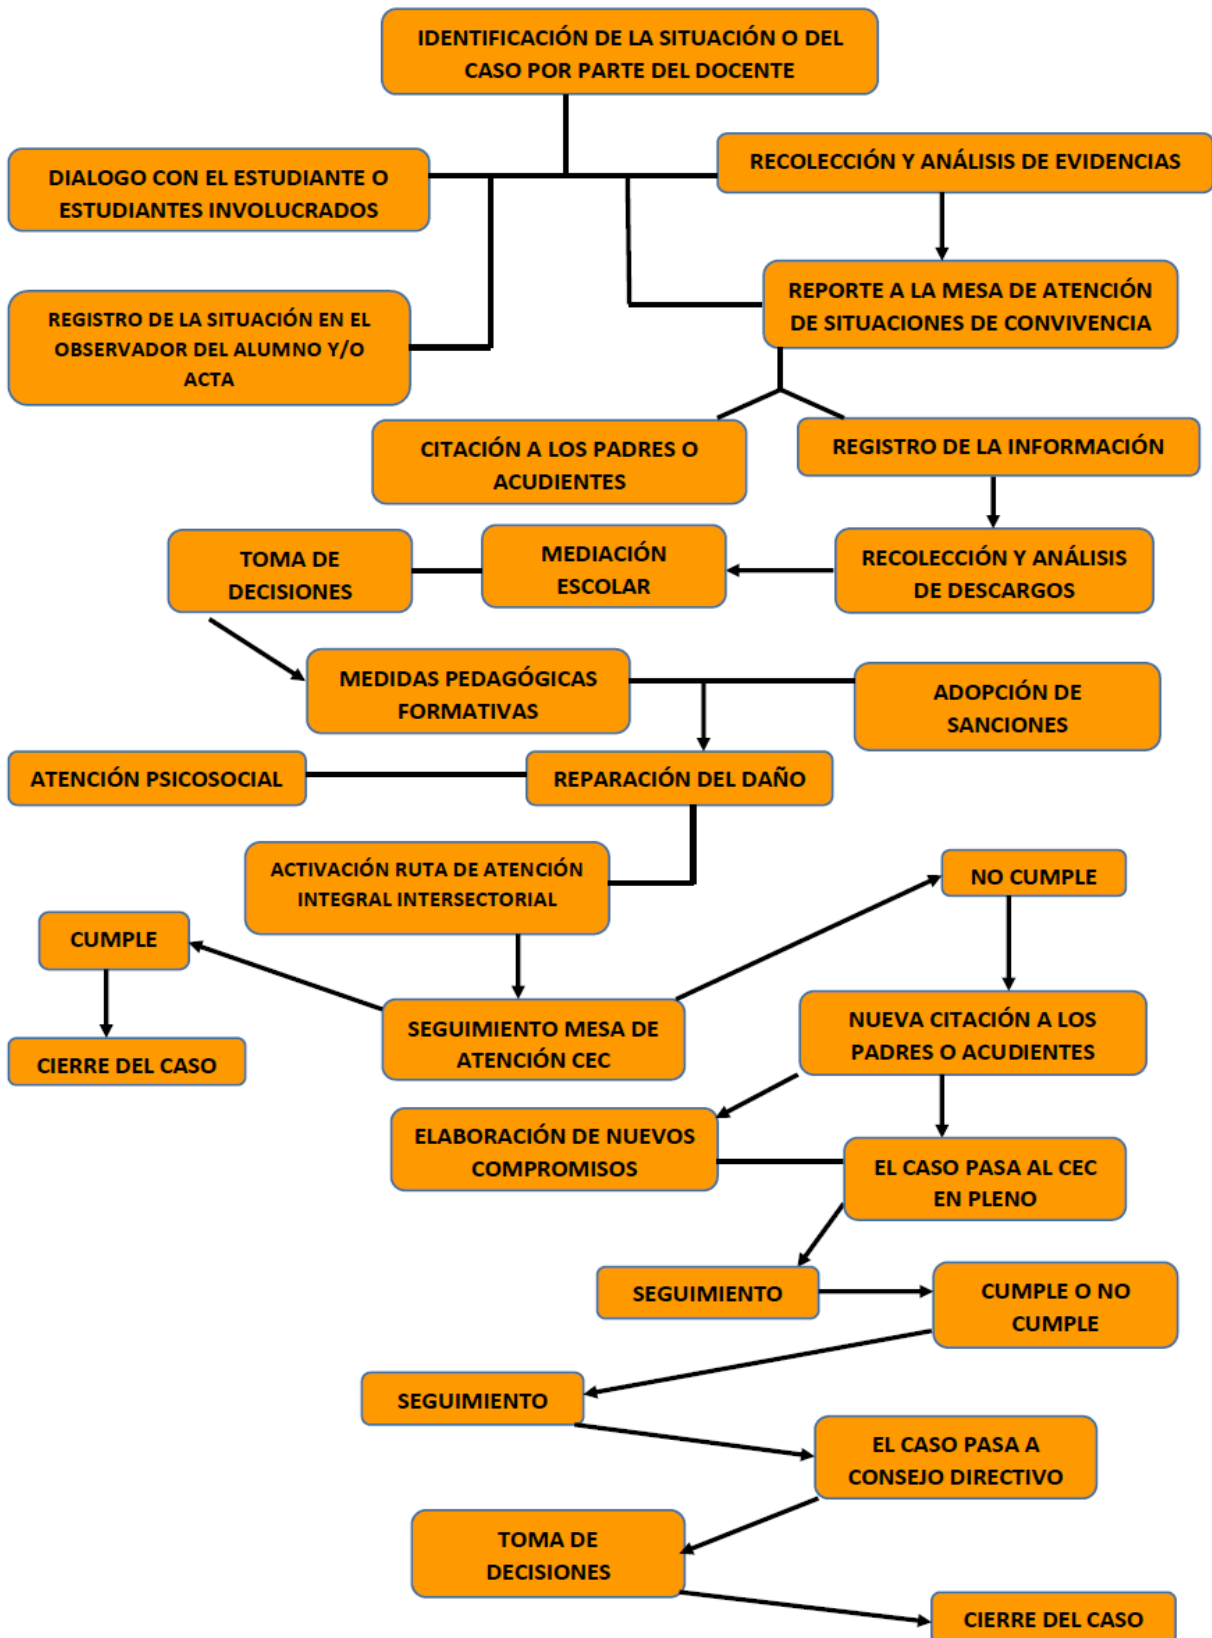 IDENTIFICACIÓN DE LA SITUACIÓN O DEL
CASO POR PARTE DEL DOCENTE
RECOLECCIÓN Y ANÁLISIS DE EVIDENCIAS
DIALOGO CON EL ESTUDIANTE O
ESTUDIANTES INVOLUCRADOS
REPORTE A LA MESA DE ATENCIÓN
DE SITUACIONES DE CONVIVENCIA
REGISTRO DE LA SITUACIÓN EN EL
OBSERVADOR DEL ALUMNO Y/O
ACTA
CITACIÓN A LOS PADRES O
ACUDIENTES
REGISTRO DE LA INFORMACIÓN
TOMA DE
DECISIONES
MEDIACIÓN
ESCOLAR
RECOLECCIÓN Y ANÁLISIS
DE DESCARGOS
MEDIDAS PEDAGÓGICAS
FORMATIVAS
ADOPCIÓN DE
SANCIONES
ATENCIÓN PSICOSOCIAL
REPARACIÓN DEL DAÑO
ACTIVACIÓN RUTA DE ATENCIÓN
INTEGRAL INTERSECTORIAL
NO CUMPLE
CUMPLE
SEGUIMIENTO MESA DE
ATENCIÓN CEC
NUEVA CITACIÓN A LOS
PADRES O ACUDIENTES
CIERRE DEL CASO
ELABORACIÓN DE NUEVOS
COMPROMISOS
EL CASO PASA AL CEC
EN PLENO
SEGUIMIENTO
CUMPLE O NO
CUMPLE
SEGUIMIENTO
EL CASO PASA A
CONSEJO DIRECTIVO
TOMA DE
DECISIONES
CIERRE DEL CASO